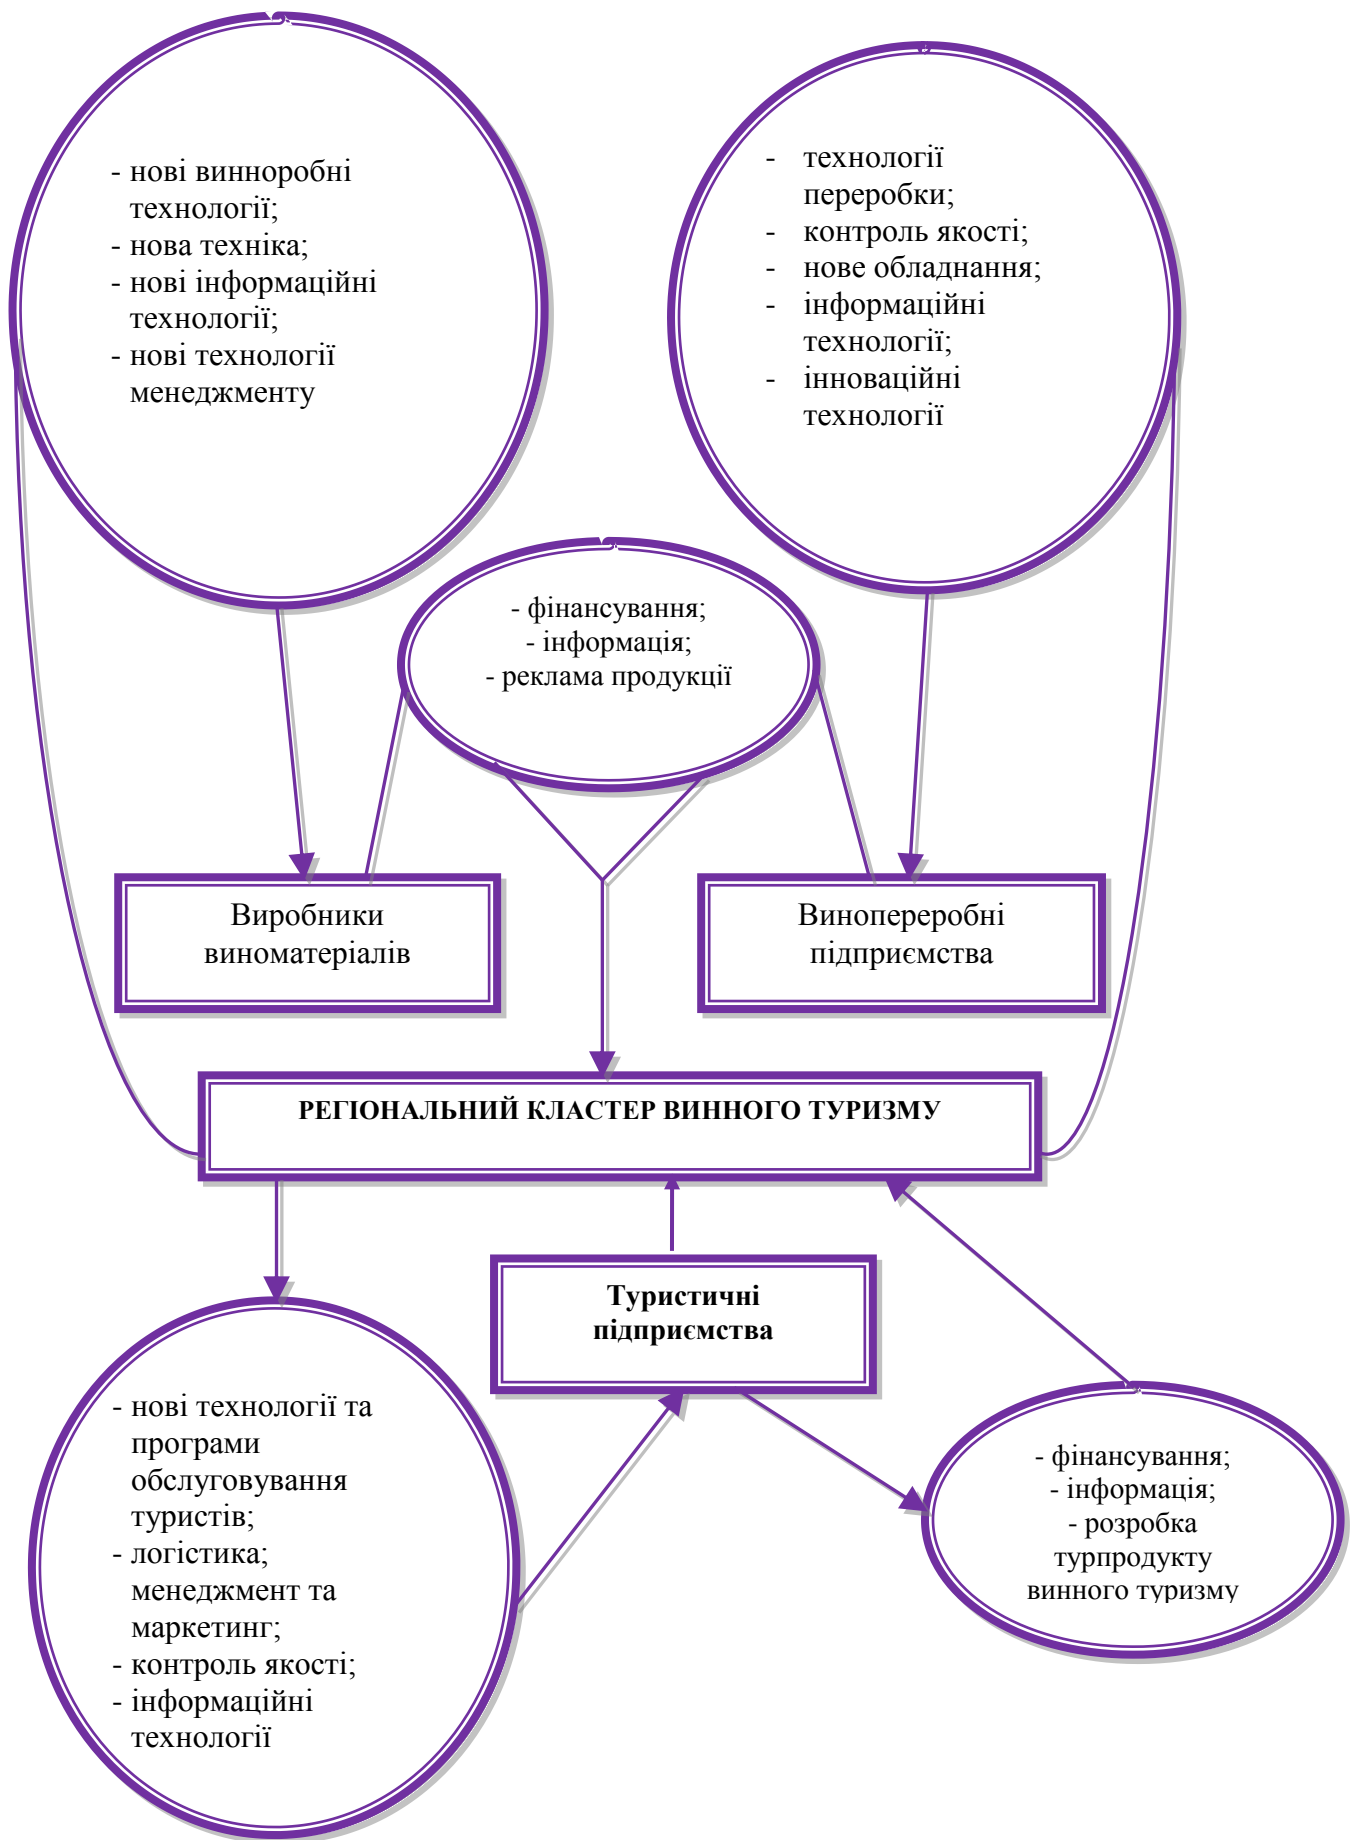 - нові винноробні
технології;
- нова техніка;
- нові інформаційні
технології;
- нові технології
менеджменту
- технології
переробки;
- контроль якості;
- нове обладнання;
- інформаційні
технології;
- інноваційні
технології
- фінансування;
- інформація;
- реклама продукції
Виробники
виноматеріалів
Винопереробні
підприємства
РЕГІОНАЛЬНИЙ КЛАСТЕР ВИННОГО ТУРИЗМУ
Туристичні
підприємства
- нові технології та
програми
обслуговування
туристів;
- логістика;
менеджмент та
маркетинг;
- контроль якості;
- інформаційні
технології
- фінансування;
- інформація;
- розробка
турпродукту
винного туризму